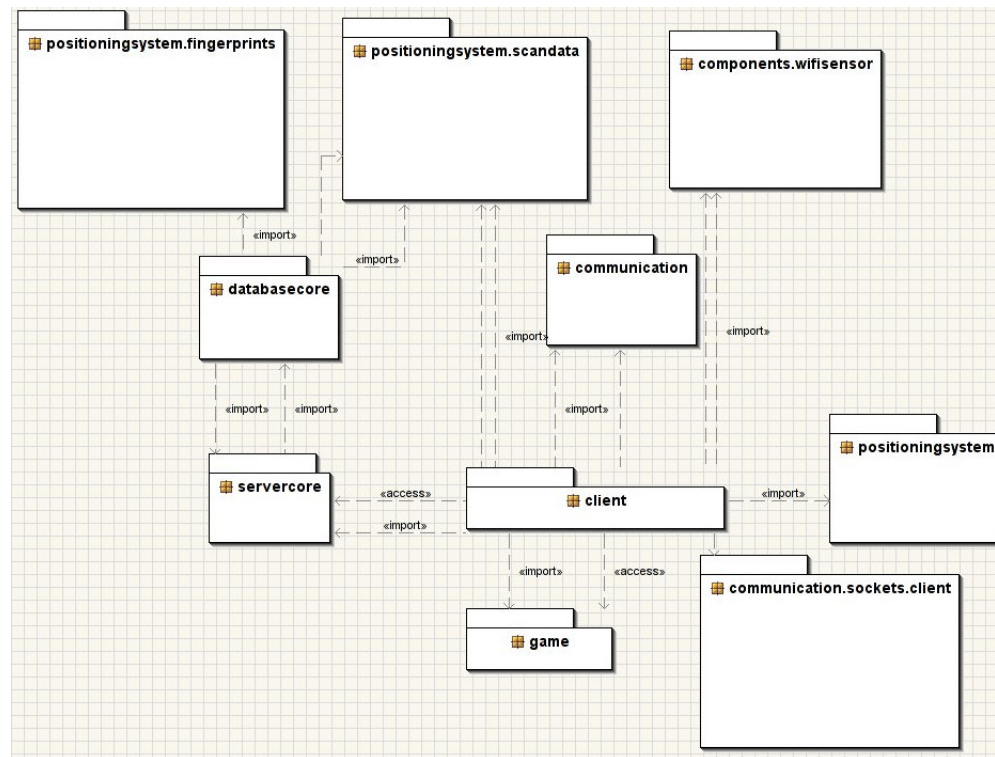 positioningsystem.fingerprints
positioningsystem.scandata
components.wifisensor
«import»
«import»
communication
databasecore
«import»
«import»
«import»
«import»
«import»
positioningsystem
servercore
«access»
client
«import»
«import»
«import»
«access»
communication.sockets.client
game